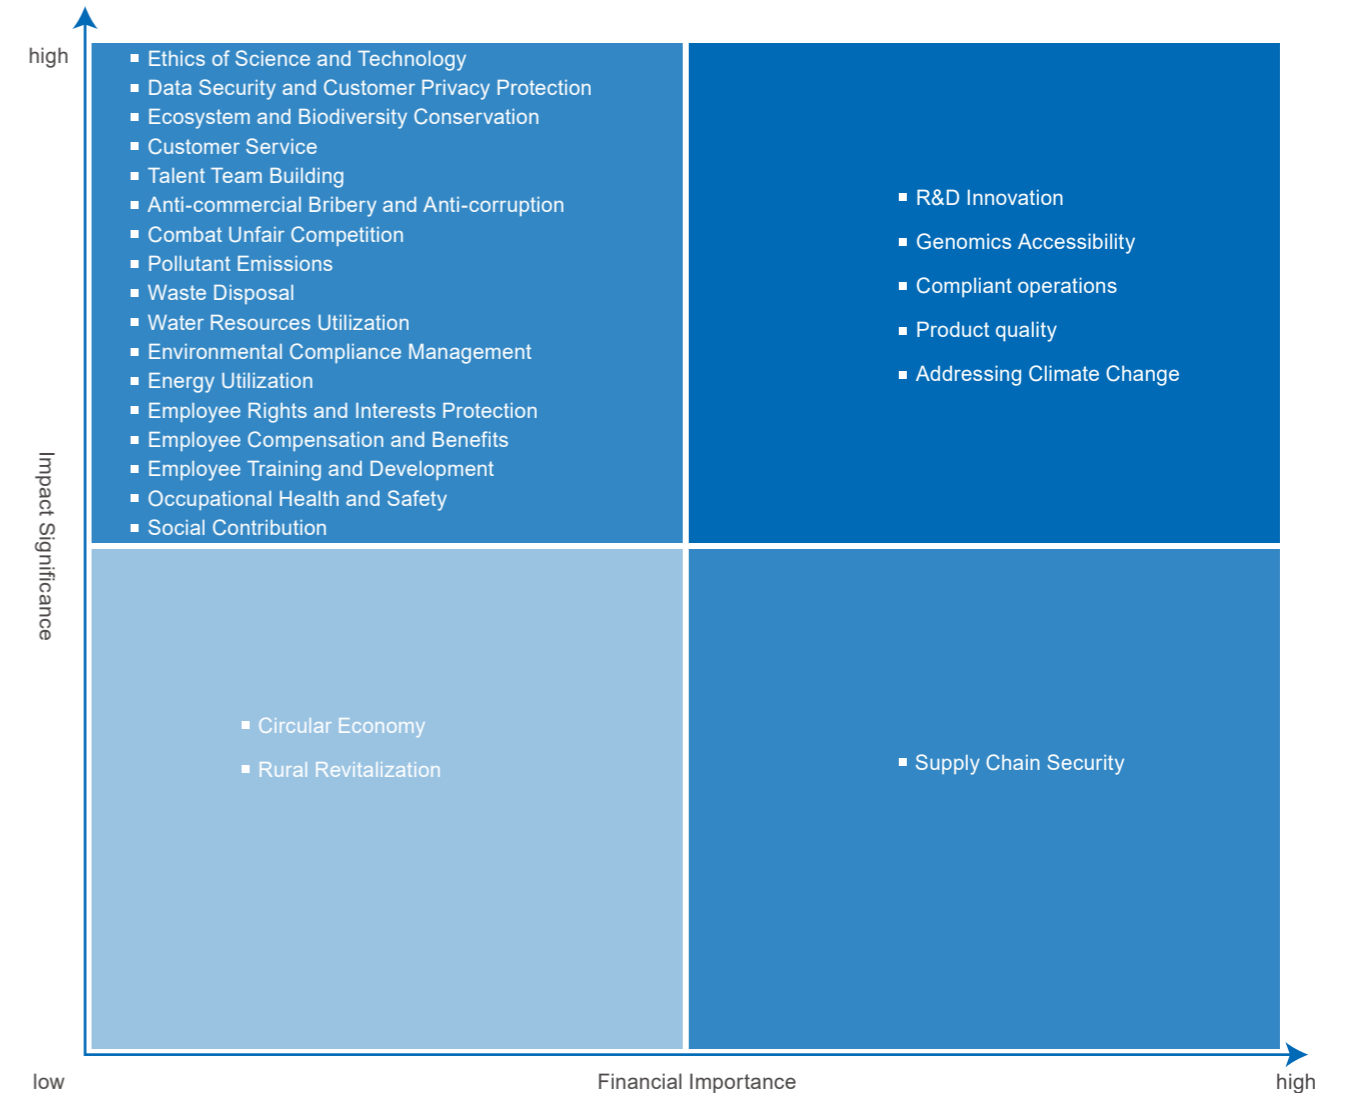 high
Ethics of Science and Technology
Data Security and Customer Privacy Protection
Ecosystem and Biodiversity Conservation
Customer Service
Talent Team Building
Anti-commercial Bribery and Anti-corruption
Combat Unfair Competition
Pollutant Emissions
Waste Disposal
Water Resources Utilization
Environmental Compliance Management
Energy Utilization
Employee Rights and Interests Protection
Employee Compensation and Benefits
Employee Training and Development
Occupational Health and Safety
Social Contribution
R&D Innovation
Genomics Accessibility
Compliant operations
Product quality
Addressing Climate Change
Impact Significance
Circular Economy
Rural Revitalization
Supply Chain Security
low
Financial Importance
high